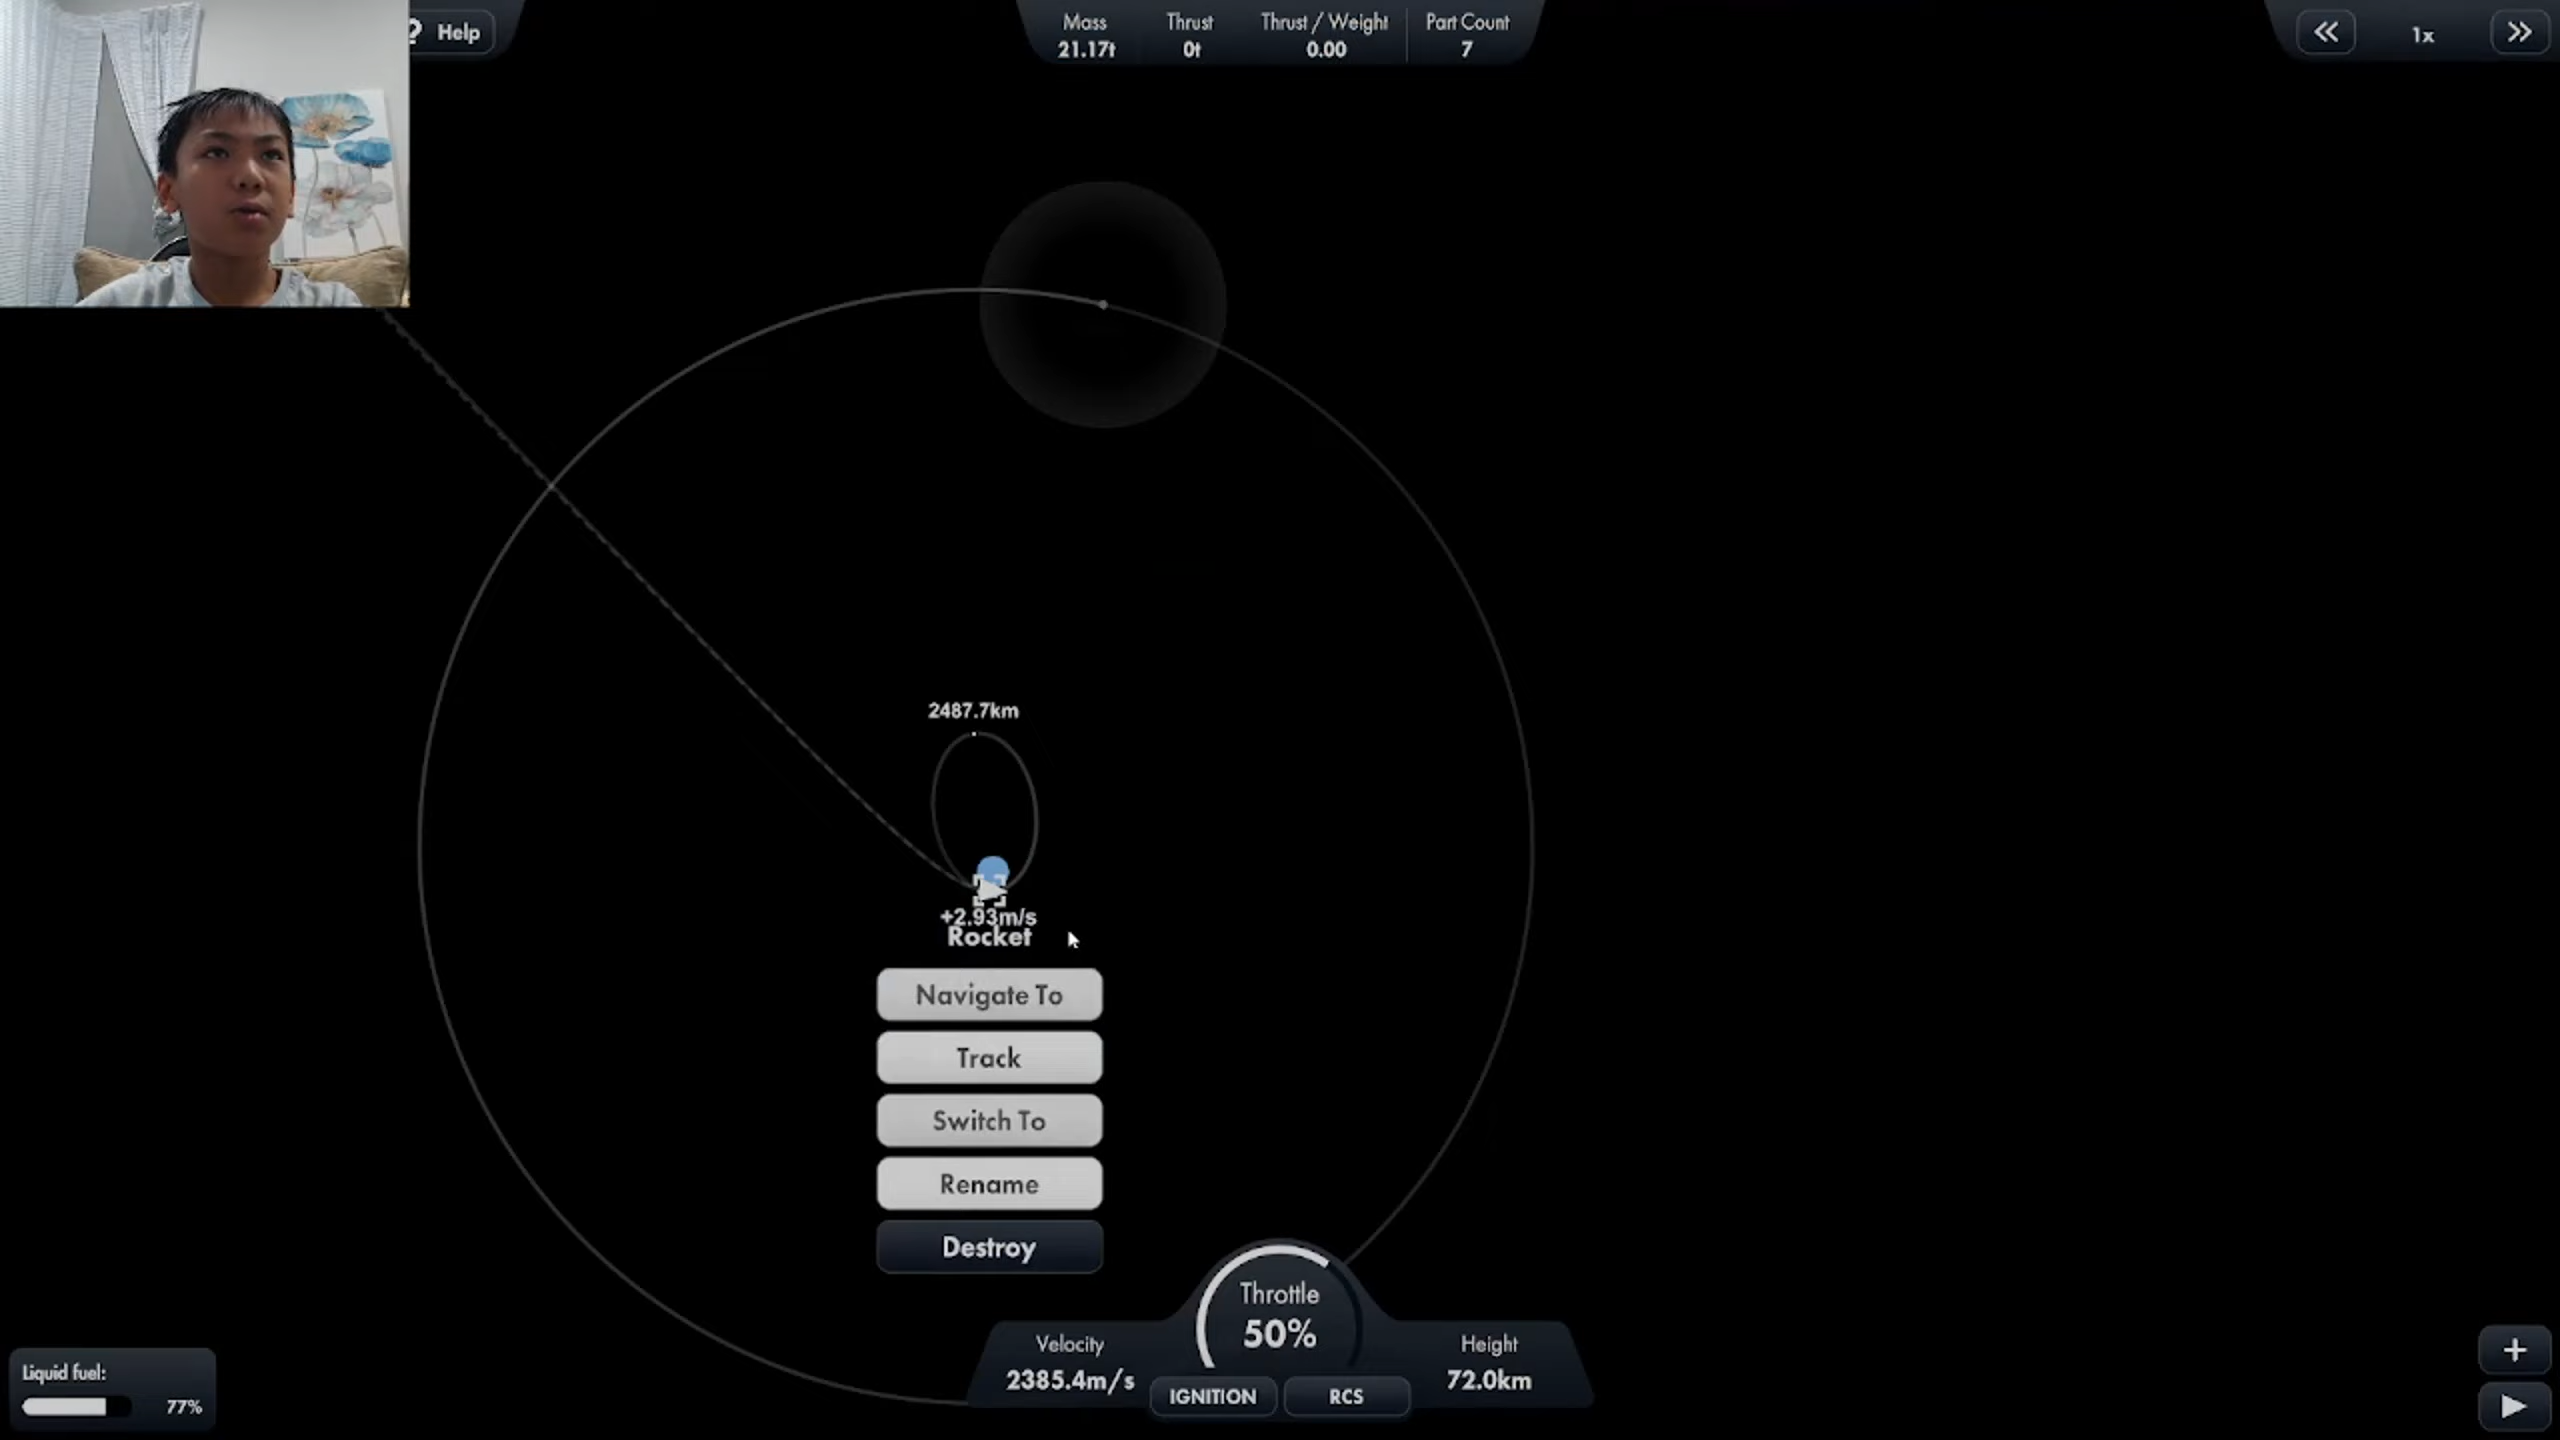 ? Help
Mass
21.17t
Thrust
0t
Thrust / Weight
0.00
Part Count
7
1x
2487.7km
+2.93m/s
Rocket
Navigate To
Track
Switch To
Rename
Destroy
Throttle
50%
Velocity
2385.4m/s
Height
72.0km
IGNITION
RCS
Liquid fuel:
77%